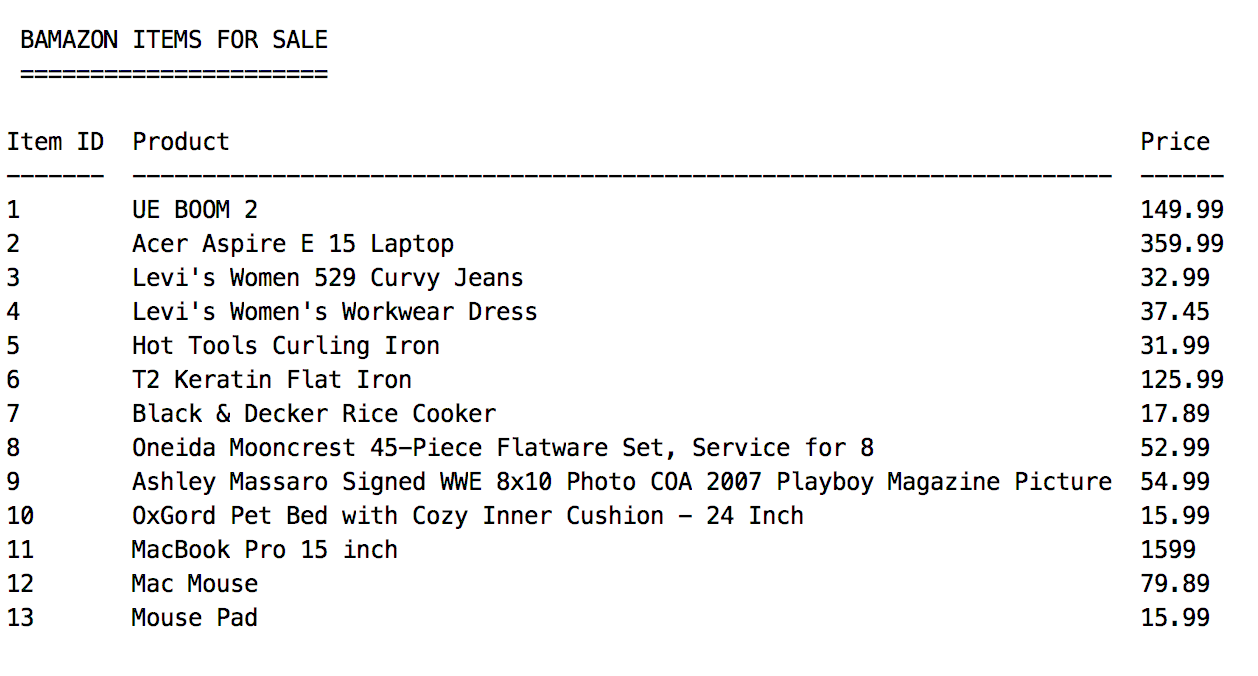 BAMAZON ITEMS FOR SALE
======================
Item ID  Product                                                                 Price
-------  ----------------------------------------------------------------------  ------
1        UE BOOM 2                                                               149.99
2        Acer Aspire E 15 Laptop                                                 359.99
3        Levi's Women 529 Curvy Jeans                                            32.99
4        Levi's Women's Workwear Dress                                           37.45
5        Hot Tools Curling Iron                                                  31.99
6        T2 Keratin Flat Iron                                                    125.99
7        Black & Decker Rice Cooker                                              17.89
8        Oneida Mooncrest 45-Piece Flatware Set, Service for 8                   52.99
9        Ashley Massaro Signed WWE 8x10 Photo COA 2007 Playboy Magazine Picture  54.99
10       OxGord Pet Bed with Cozy Inner Cushion - 24 Inch                        15.99
11       MacBook Pro 15 inch                                                     1599
12       Mac Mouse                                                               79.89
13       Mouse Pad                                                               15.99